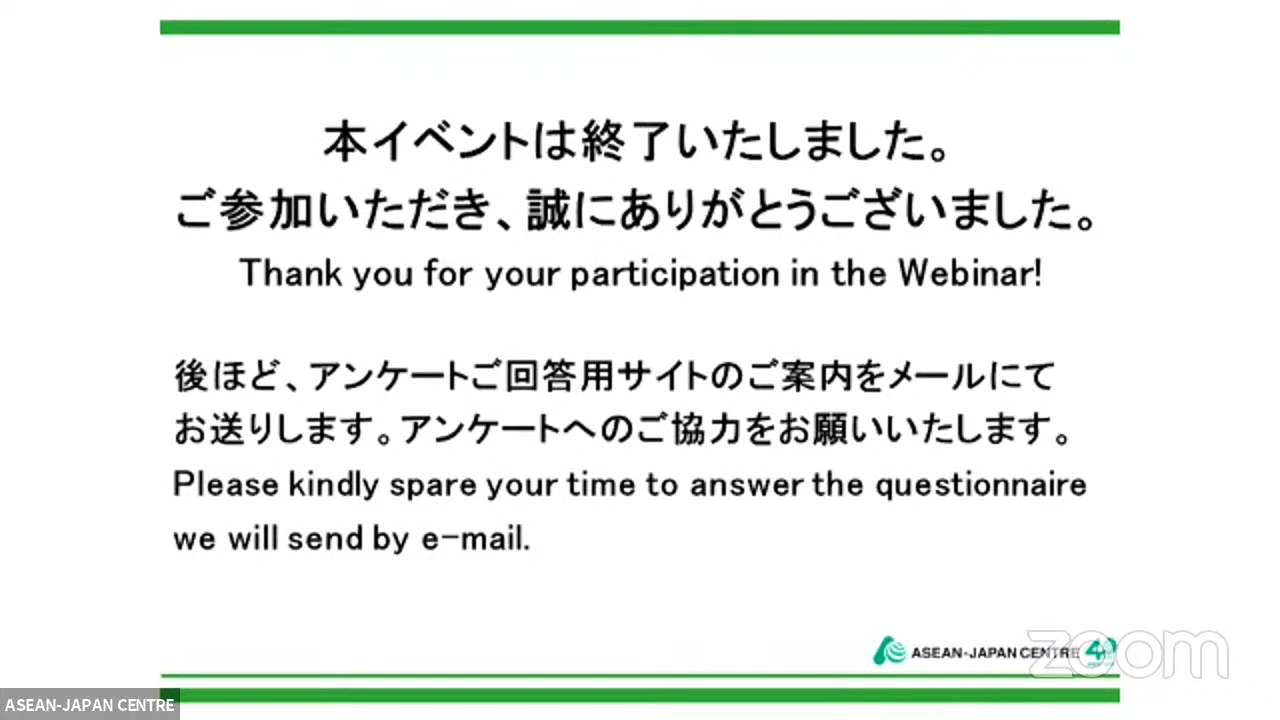 本イベントは終了いたしました。
ご参加いただき、誠にありがとうございました。
Thank you for your participation in the Webinar!
後ほど、アンケートご回答用サイトのご案内をメールにて
お送りします。アンケートへのご協力をお願いいたします。
Please kindly spare your time to answer the questionnaire
we will send by e-mail.
ASEAN-JAPAN CENTRE
zoom
ASEAN-JAPAN CENTRE